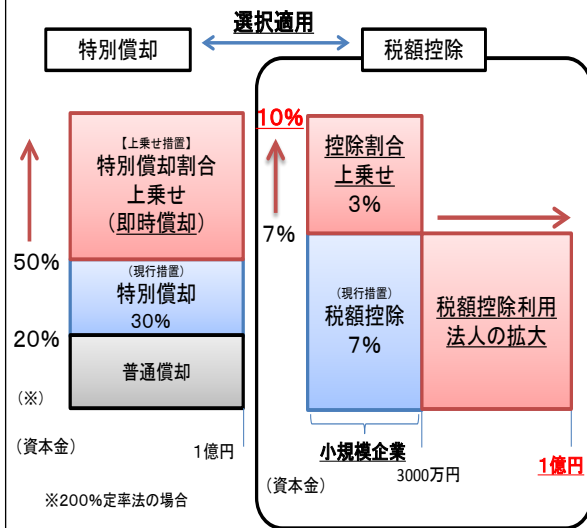 選択適用
特別償却
税額控除
【上乗せ措置】
特別償却割合
上乗せ
（即時償却）
50%
（現行措置）
特別償却
30%
20%
普通償却
（※）
（資本金）
1億円
※200%定率法の場合
10%
控除割合
上乗せ
3%
7%
（現行措置）
税額控除
7%
税額控除利用
法人の拡大
小規模企業
3000万円
1億円
（資本金）